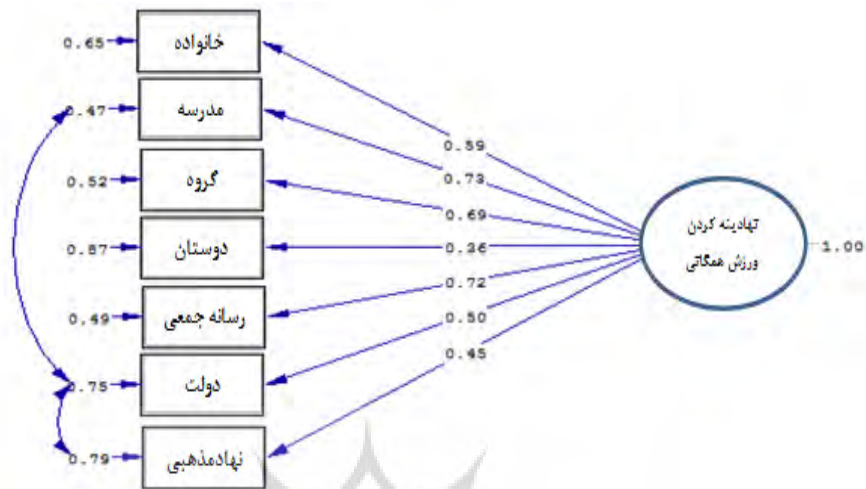 0.65
خانواده
0.47
مدرسه
0.52
گروه
0.87
دوستان
0.49
رسانه جمعی
0.75
دولت
0.79
نهادمذهبی
0.59
0.73
0.69
0.36
0.72
0.50
0.45
تهادینه کردن
ورزش همگاتی
1.00